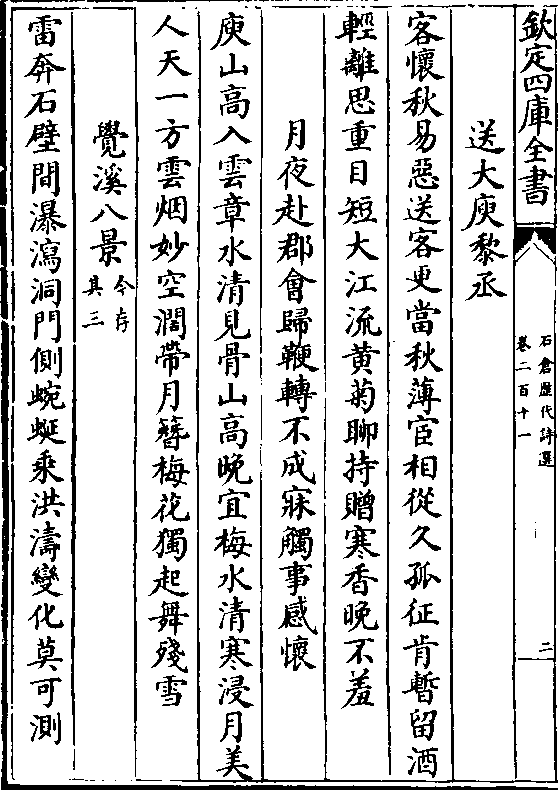 欽定四庫全書
石倉歷代詩選
卷二百十一
二
送大庾黎丞
客懷秋易惡送客更當秋薄宦相從久孤征肯暫留酒
輕離思重目短大江流黄菊聊持贈寒香晚不羞
月夜赴郡會歸鞭轉不成寐觸事感懷
庾山高入雲章水清見骨山高晚宜梅水清寒浸月美
人天一方雲烟妙空濶帶月簪梅花獨起舞殘雪
覺溪八景今存其三
雷奔石壁間瀑瀉洞門側蜿蜒乘洪濤變化莫可測